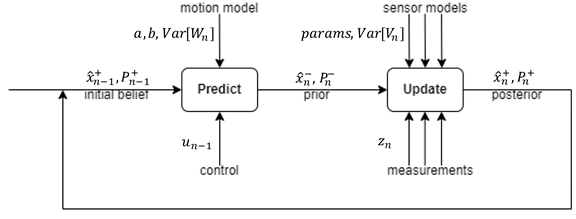 motion model
sensor models
a, b, Var[W_n]
params, Var[V_n]
x̂⁺_{n−1}, P⁺_{n−1}
initial belief
Predict
x̂⁻_n, P⁻_n
prior
Update
x̂⁺_n, P⁺_n
posterior
u_{n−1}
control
z_n
measurements